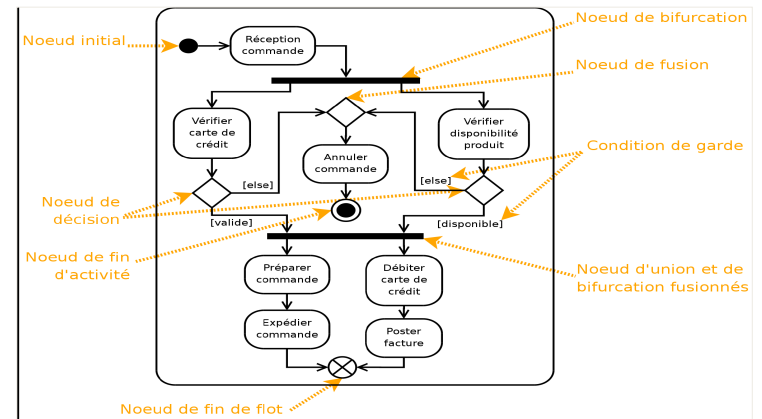 Noeud de bifurcation
Noeud initial
Réception
commande
Noeud de fusion
Vérifier
carte de
crédit
Vérifier
disponibilité
produit
Condition de garde
Annuler
commande
[else]
[else]
Noeud de
décision
[valide]
[disponible]
Noeud de fin
d'activité
Préparer
commande
Débiter
carte de
crédit
Noeud d'union et de
bifurcation fusionnés
Expédier
commande
Poster
facture
Noeud de fin de flot